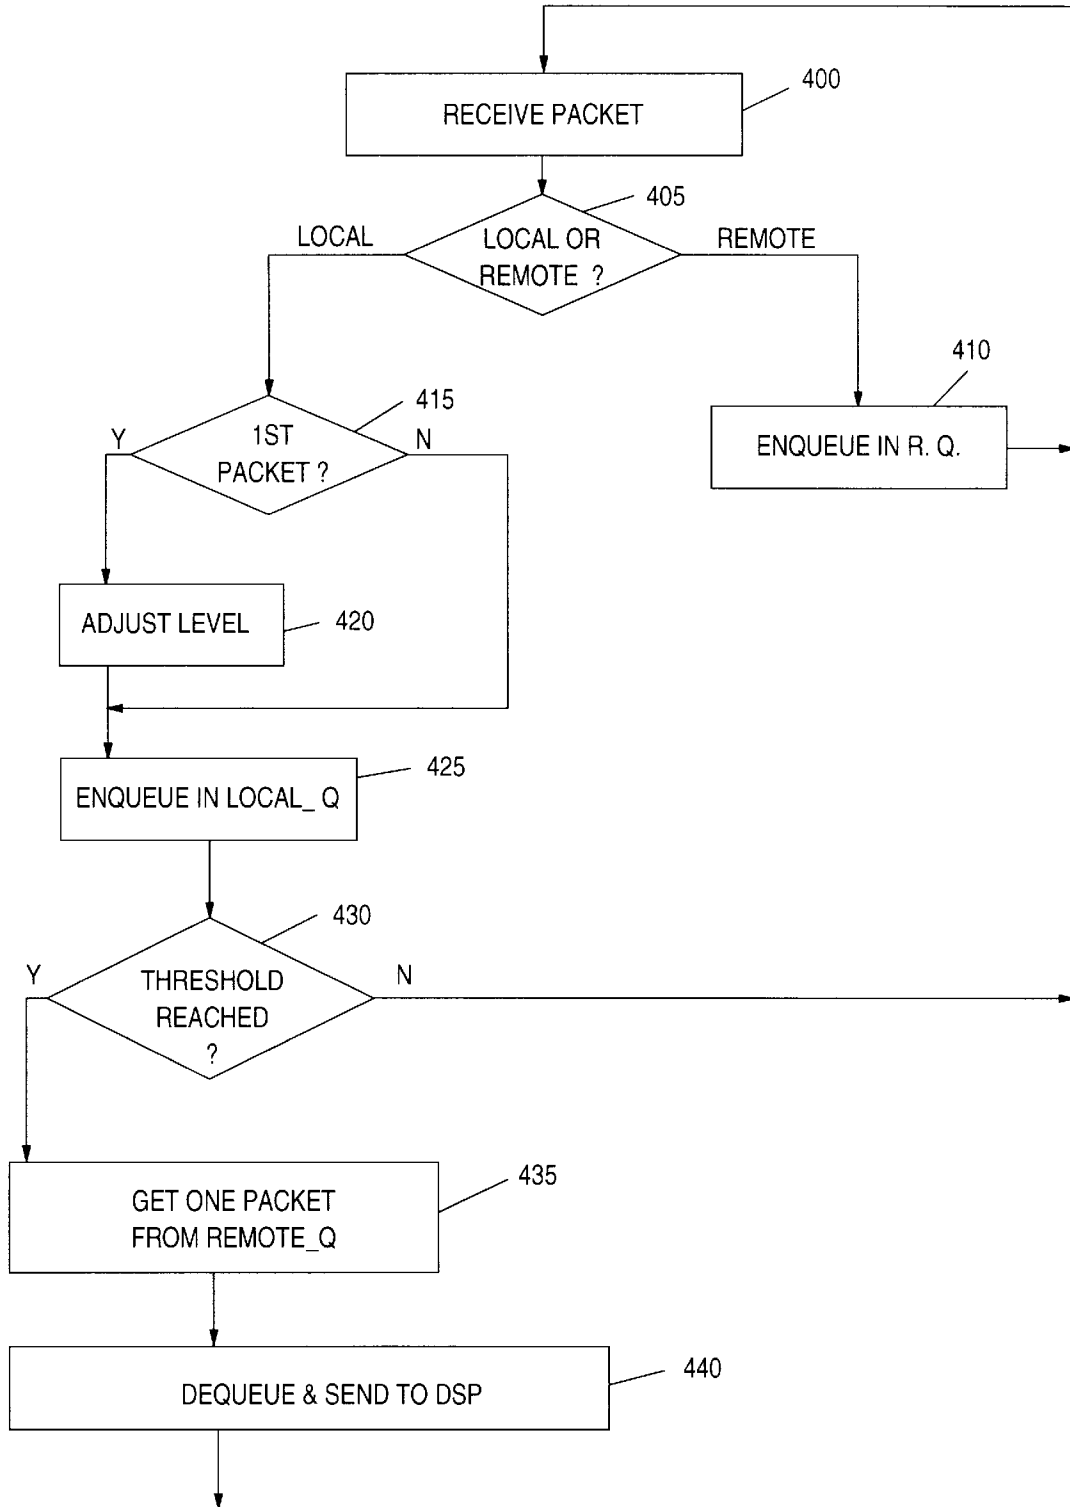 400
RECEIVE PACKET
405
LOCAL
LOCAL OR
REMOTE ?
REMOTE
410
ENQUEUE IN R. Q.
415
Y
1ST
PACKET ?
N
ADJUST LEVEL
420
425
ENQUEUE IN LOCAL_ Q
430
Y
THRESHOLD
REACHED
?
N
435
GET ONE PACKET
FROM REMOTE_Q
440
DEQUEUE & SEND TO DSP